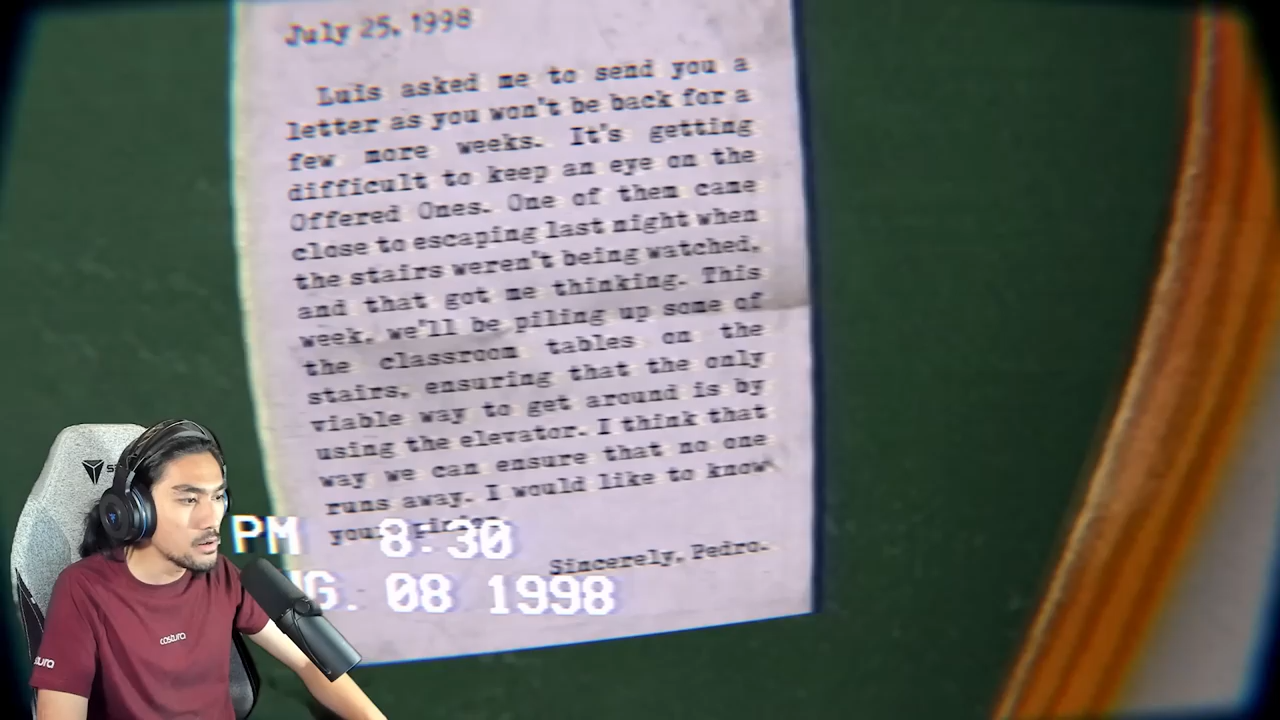 July 25, 1998
Luis asked me to send you a
letter as you won't be back for a
few more weeks. It's getting
difficult to keep an eye on the
Offered Ones. One of them came
close to escaping last night when
the stairs weren't being watched,
and that got me thinking. This
week, we'll be piling up some of
the classroom tables on the
stairs, ensuring that the only
viable way to get around is by
using the elevator. I think that
way we can ensure that no one
runs away. I would like to know
your
Sincerely, Pedro.
PM 8:30
G. 08 1998
costura